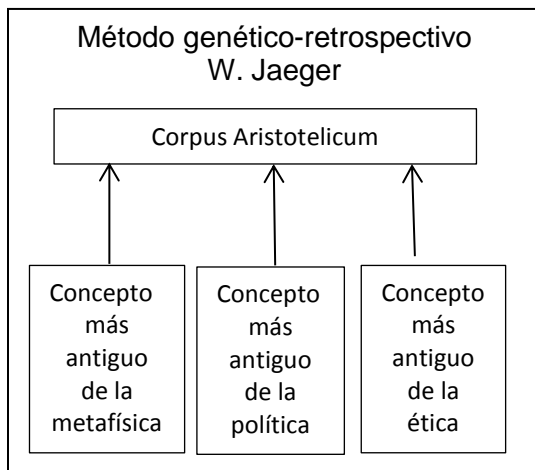 Método genético-retrospectivo
W. Jaeger
Corpus Aristotelicum
Concepto
más
antiguo
de la
metafísica
Concepto
más
antiguo
de la
política
Concepto
más
antiguo
de la
ética